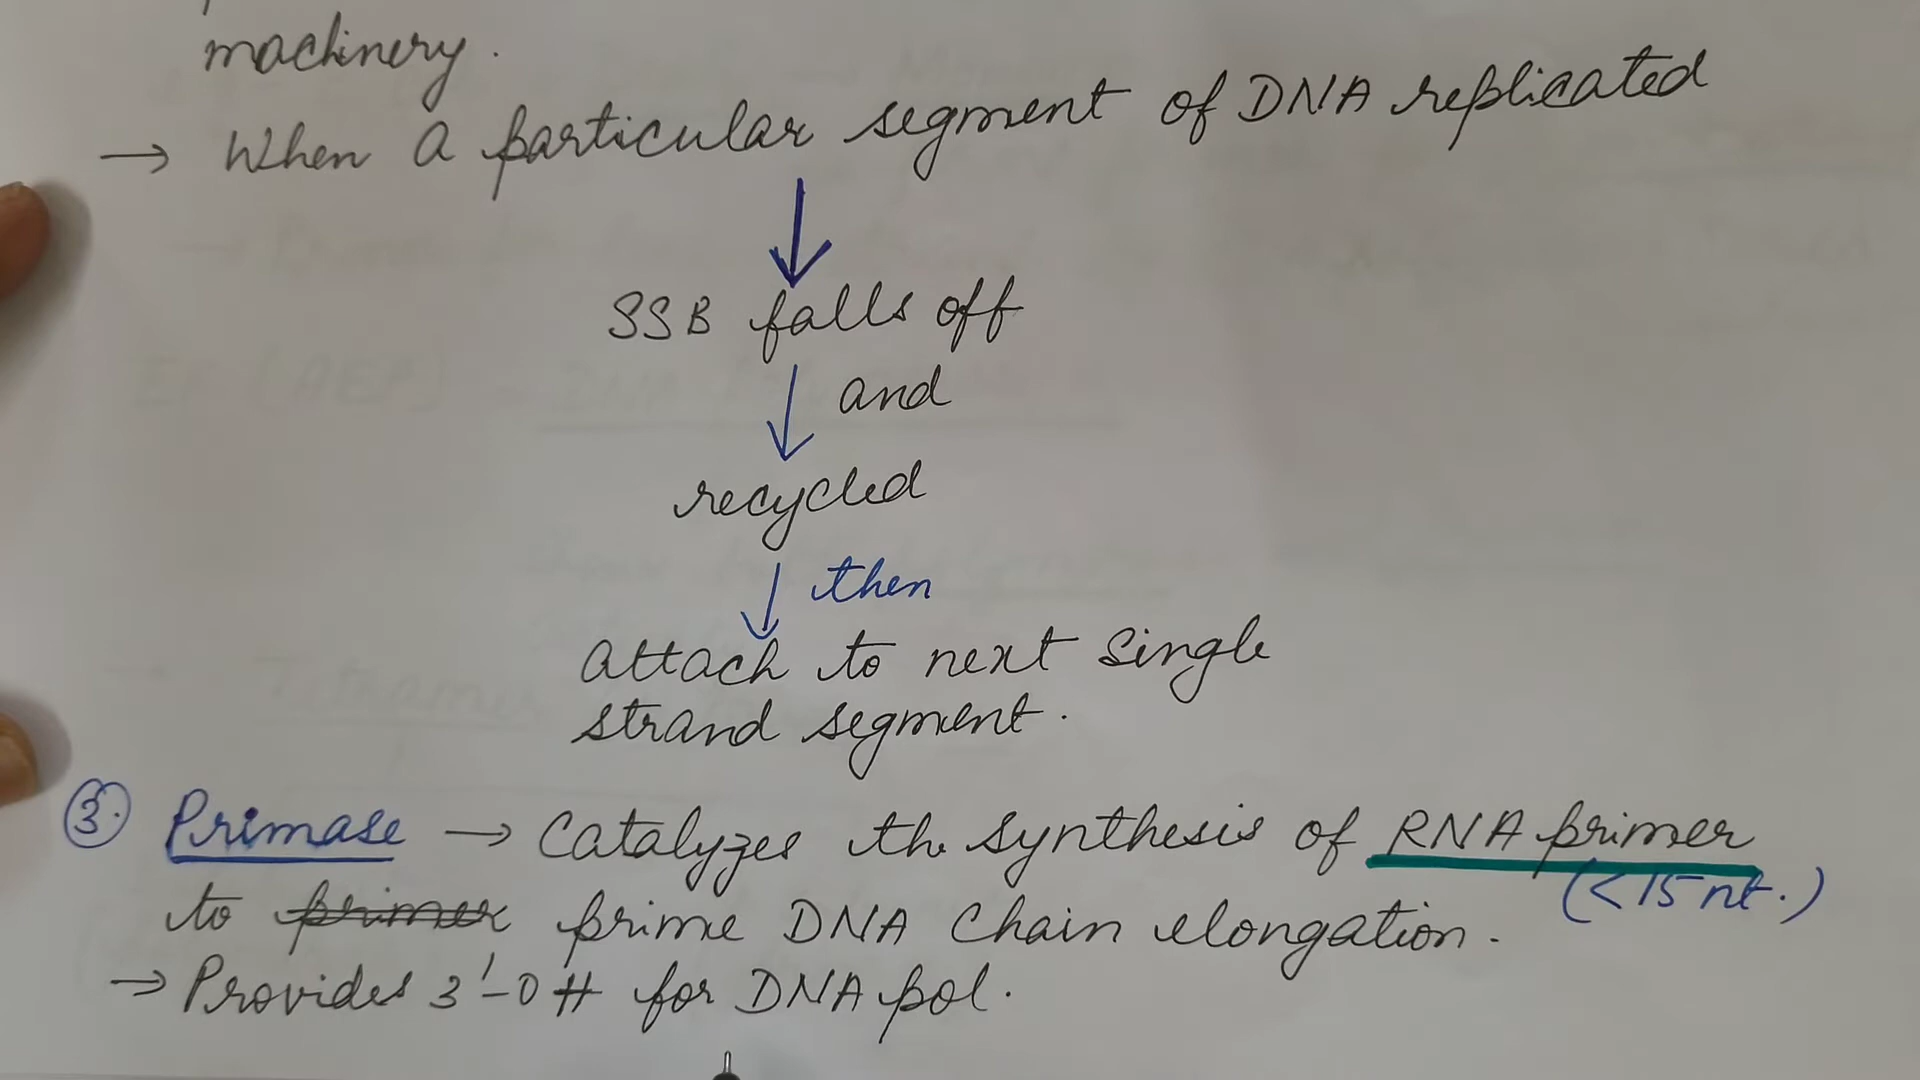 machinery.
→ When a particular segment of DNA replicated
SSB falls off
and
recycled
then
attach to next single
strand segment.
3. Primase → Catalyzes the synthesis of RNA primer
(<15 nt.)
to primer prime DNA chain elongation.
→ Provides 3'-OH for DNA pol.